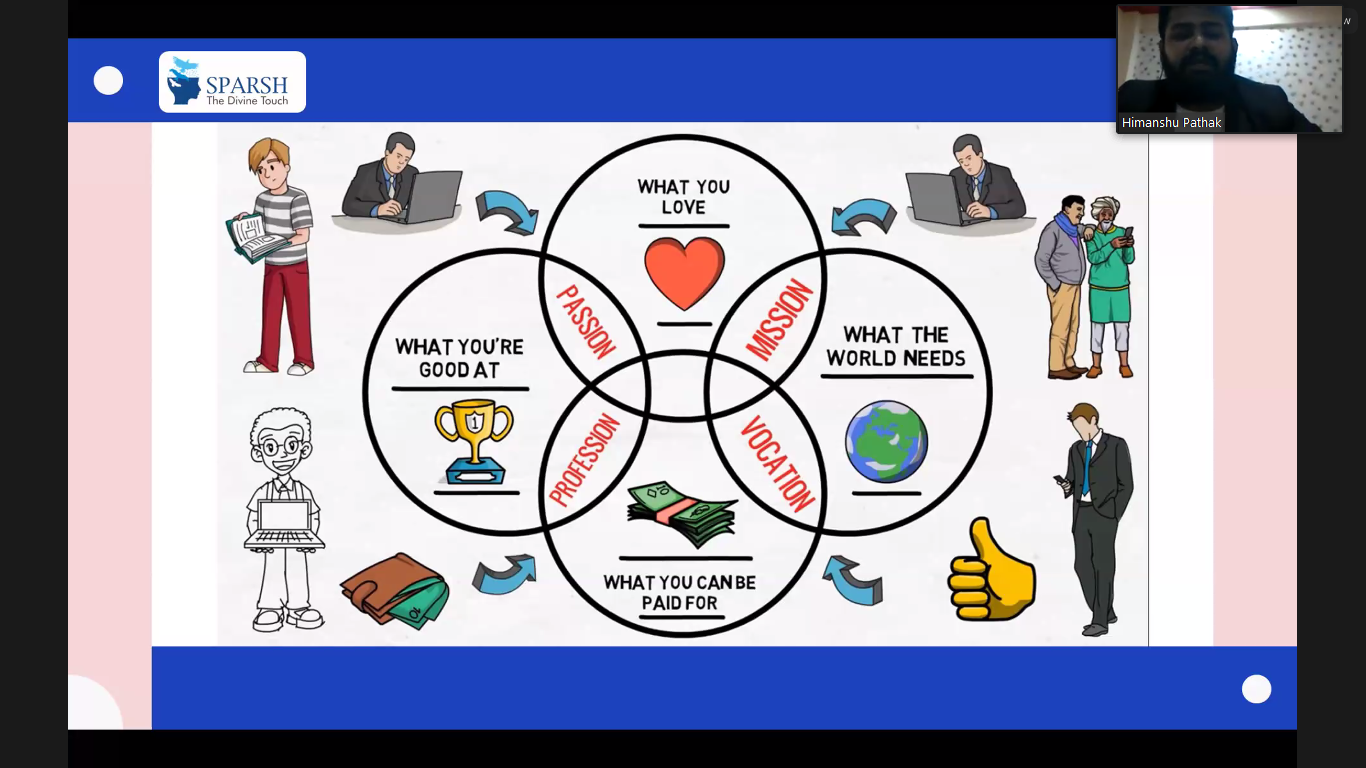 SPARSH
The Divine Touch
w
Himanshu Pathak
WHAT YOU
LOVE
PASSION
MISSION
WHAT YOU'RE
GOOD AT
1
WHAT THE
WORLD NEEDS
PROFESSION
VOCATION
WHAT YOU CAN BE
PAID FOR